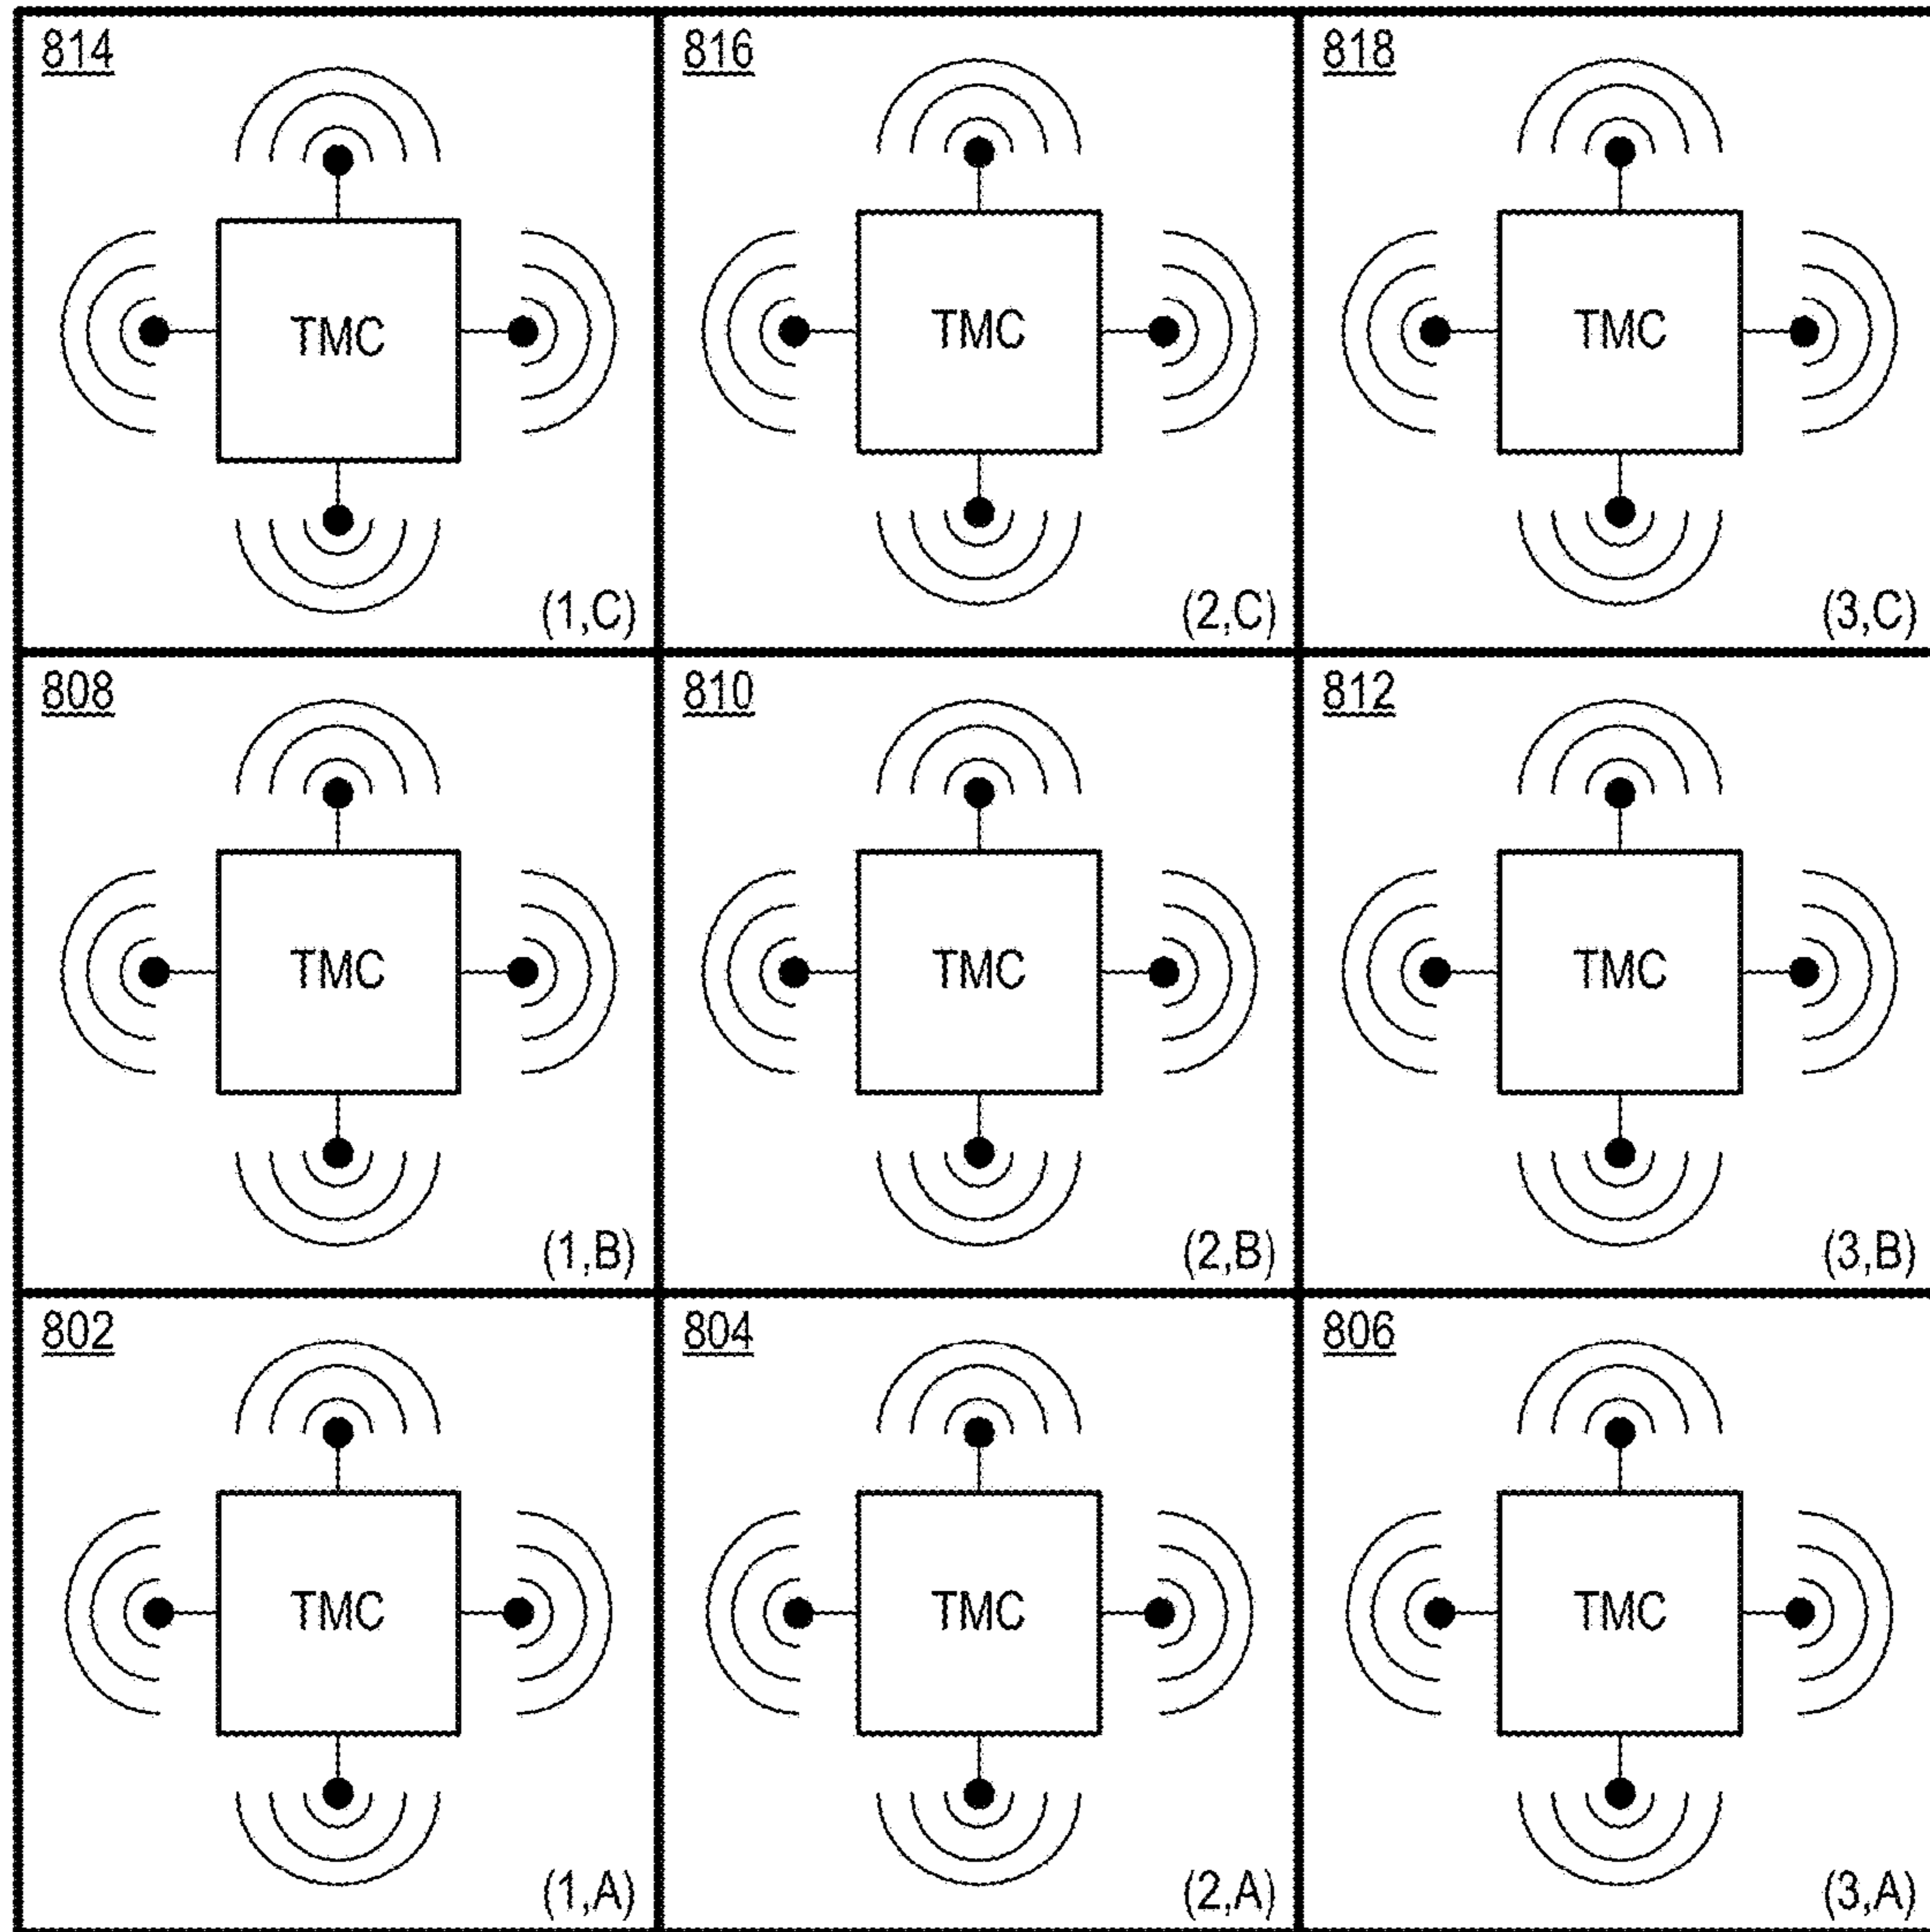 814
TMC
(1,C)
816
TMC
(2,C)
818
TMC
(3,C)
808
TMC
(1,B)
810
TMC
(2,B)
812
TMC
(3,B)
802
TMC
(1,A)
804
TMC
(2,A)
806
TMC
(3,A)